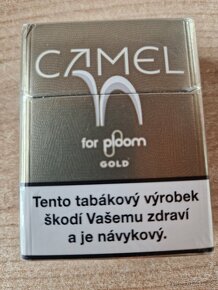 CAMEL
for ploom
GOLD
Tento tabákový výrobek
škodí Vašemu zdraví
a je návykový.